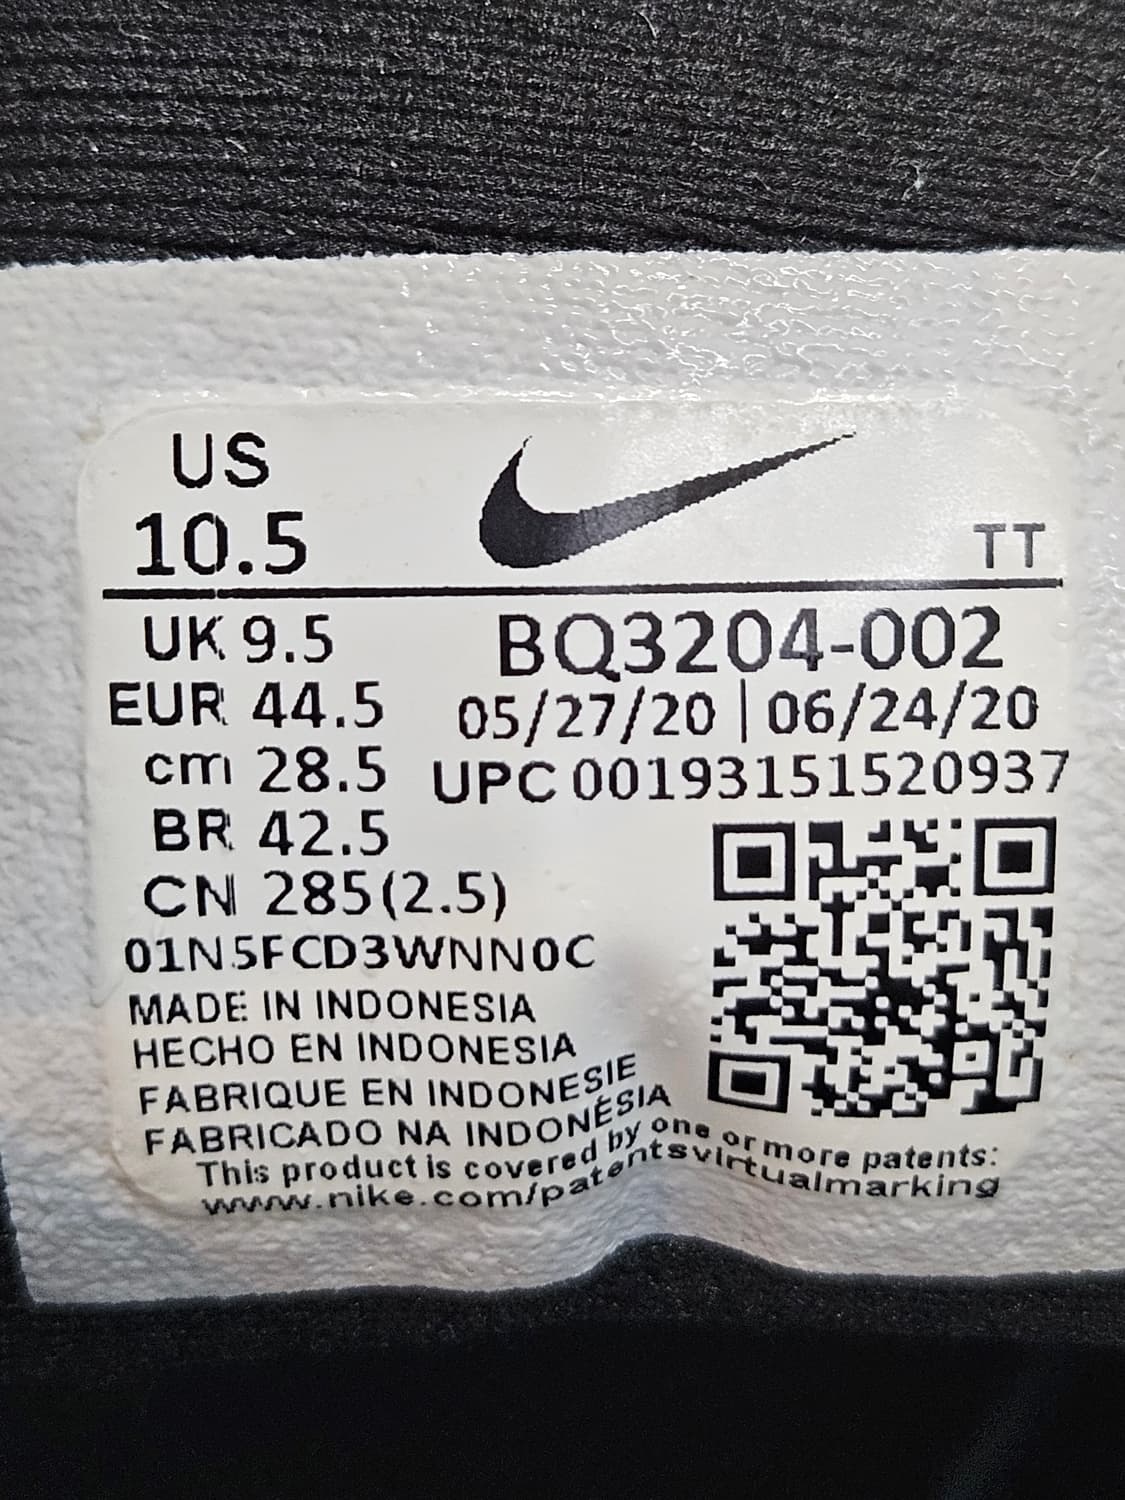 US
10.5
TT
UK 9.5
EUR 44.5
cm 28.5
BR 42.5
CN 285(2.5)
BQ3204-002
05/27/20 | 06/24/20
UPC 00193151520937
01N5FCD3WNN0C
MADE IN INDONESIA
HECHO EN INDONESIA
FABRIQUE EN INDONESIE
FABRICADO NA INDONÉSIA
This product is covered by one or more patents:
www.nike.com/patentsvirtualmarking